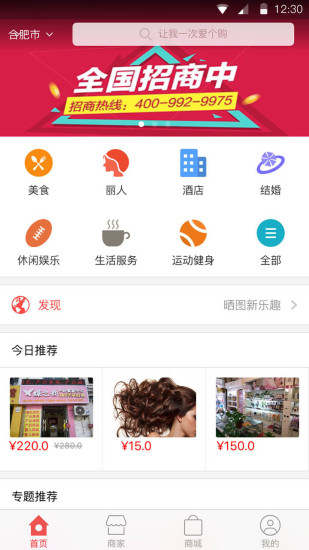 12:30
合肥市
让我一次爱个购
全国招商中
招商热线：400-992-9975
美食
丽人
酒店
结婚
休闲娱乐
生活服务
运动健身
全部
发现
晒图新乐趣
今日推荐
¥220.0 ¥280.0
¥15.0
¥150.0
专题推荐
首页
商家
商城
我的